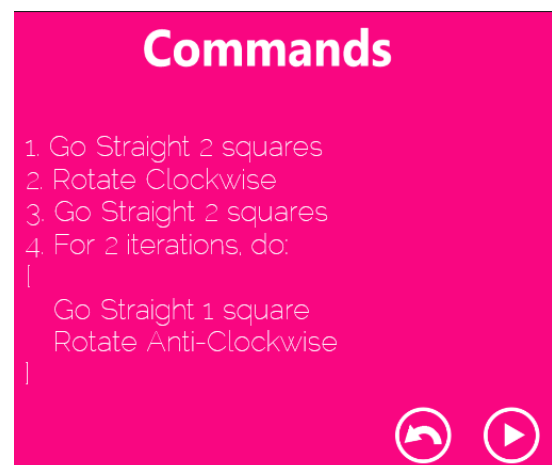 Commands
1. Go Straight 2 squares
2. Rotate Clockwise
3. Go Straight 2 squares
4. For 2 iterations, do:
[
Go Straight 1 square
Rotate Anti-Clockwise
]